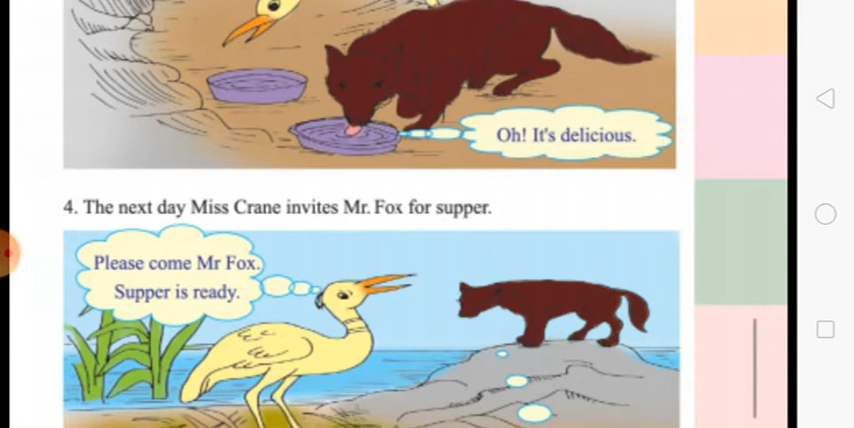 Oh! It's delicious.
4. The next day Miss Crane invites Mr. Fox for supper.
Please come Mr Fox.
Supper is ready.